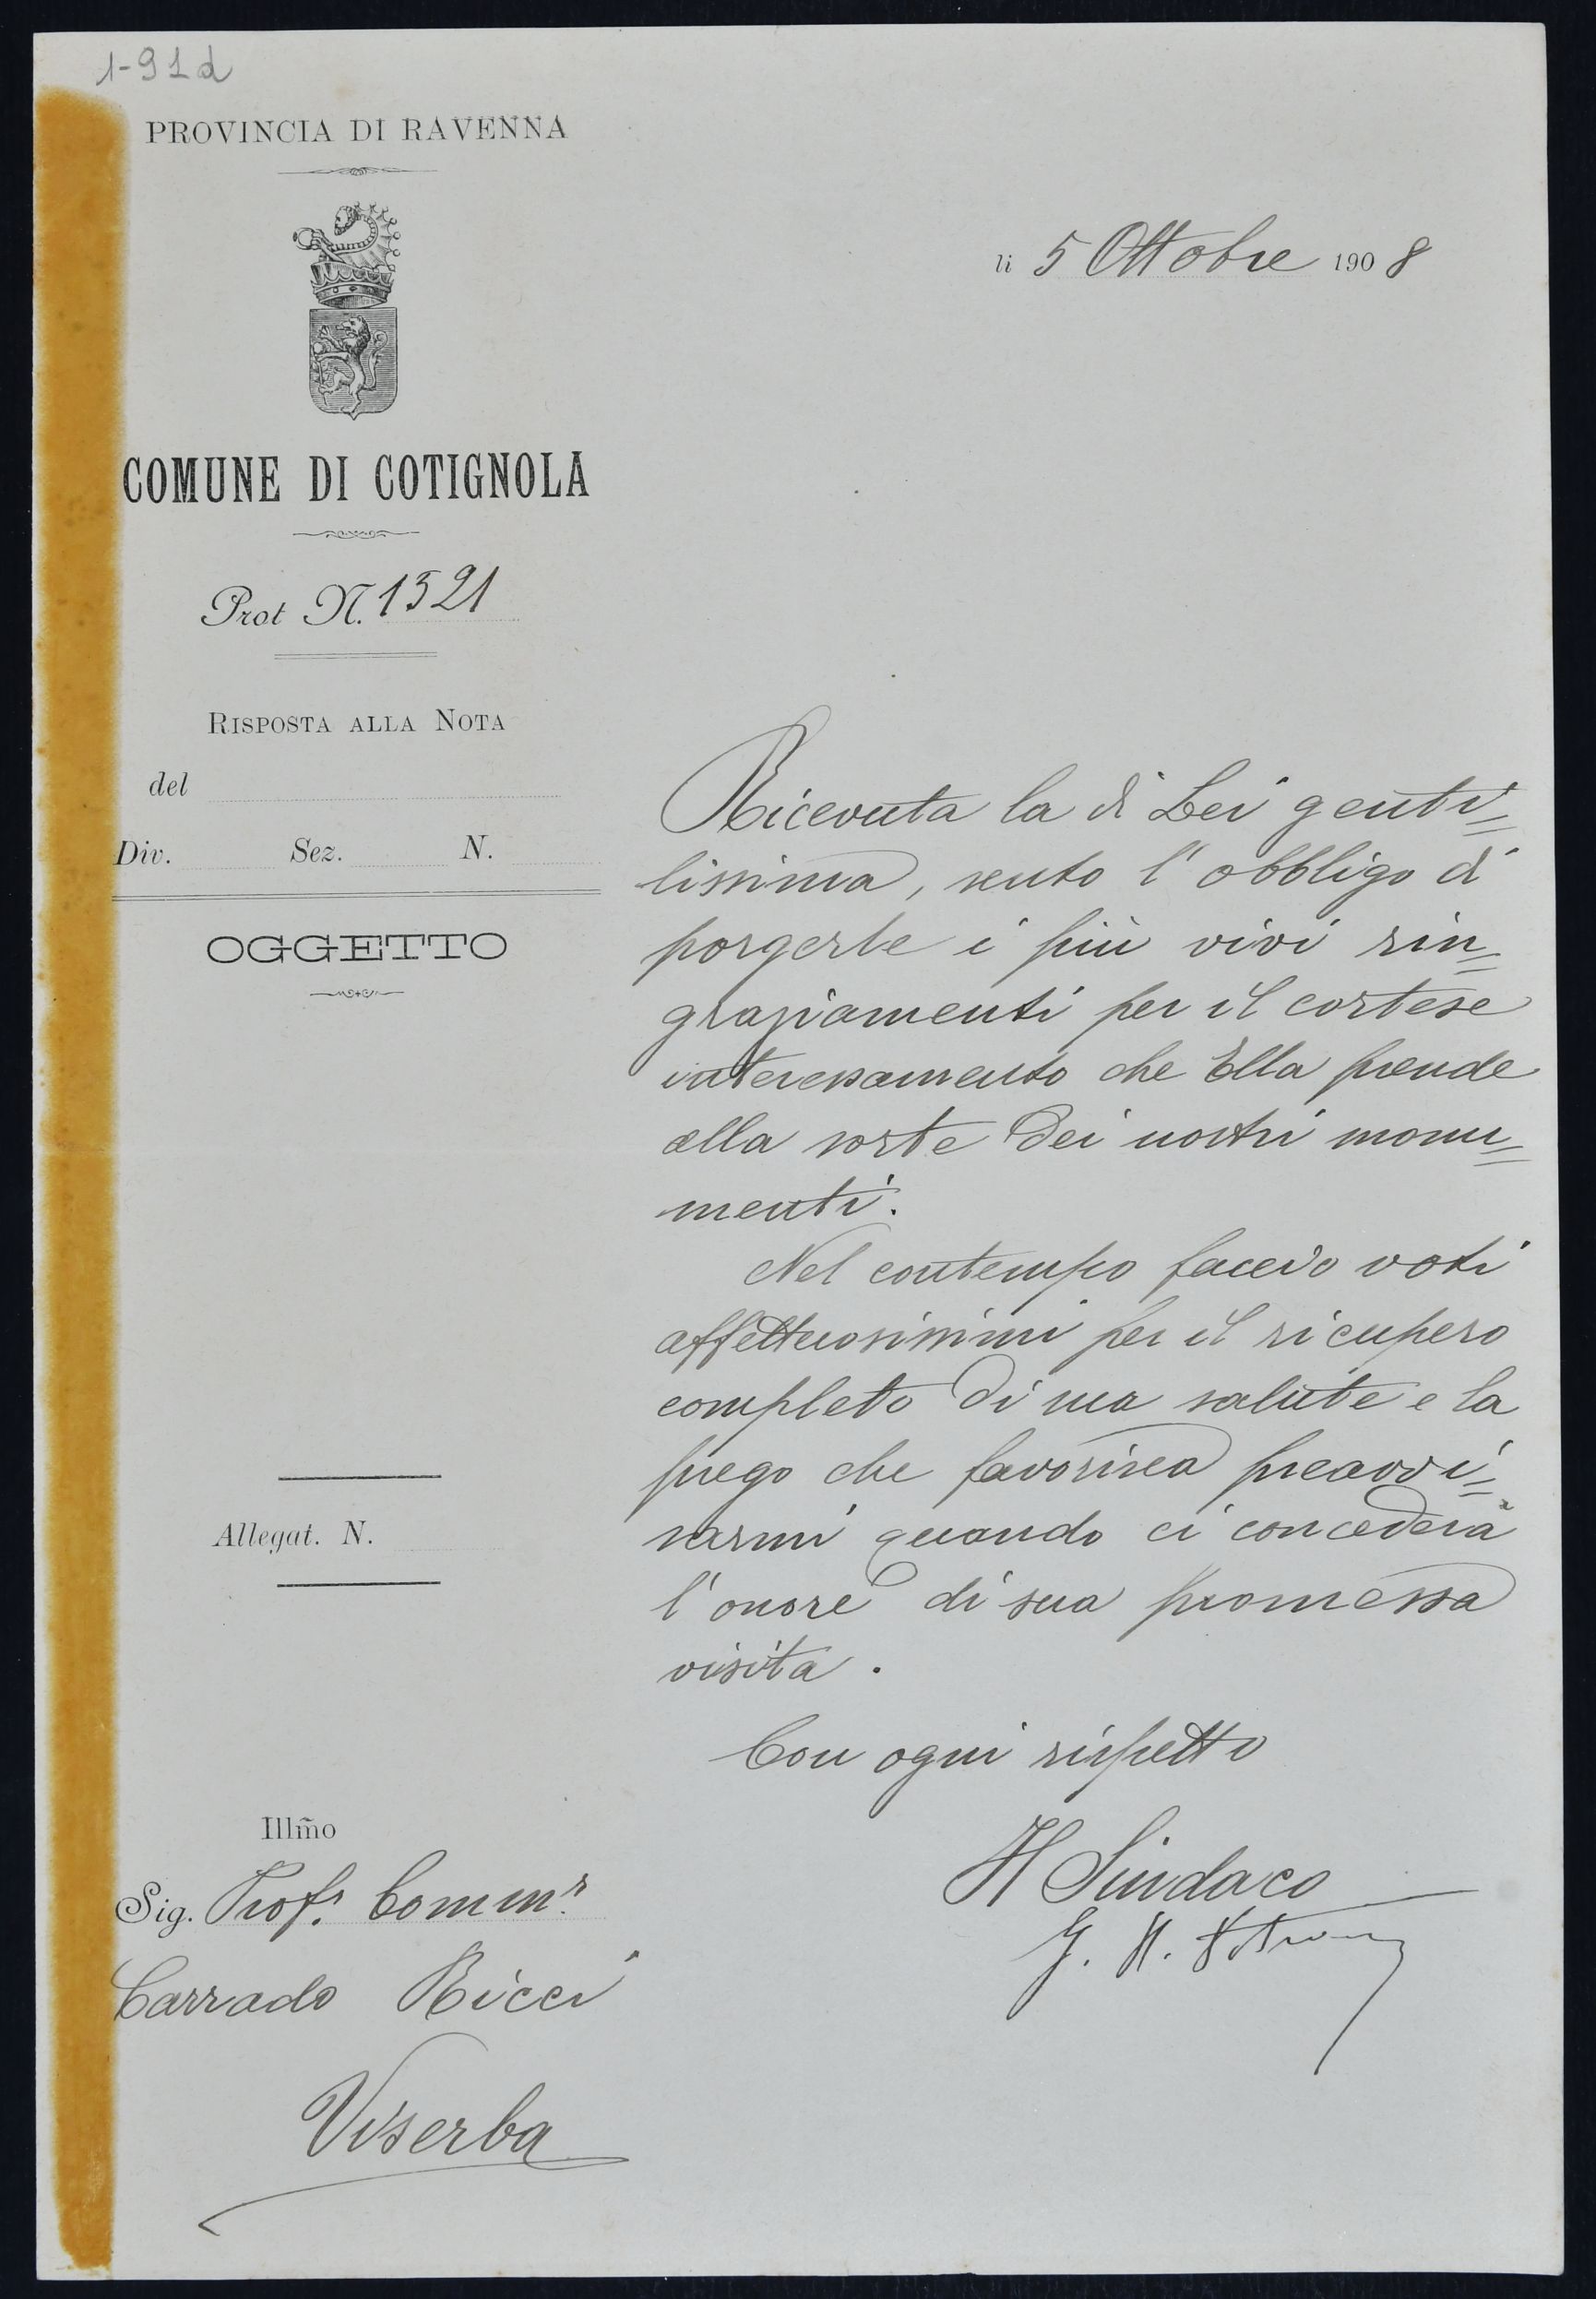 1-91d
PROVINCIA DI RAVENNA
COMUNE DI COTIGNOLA
Prot N. 1521
RISPOSTA ALLA NOTA
del
Div. Sez. N.
OGGETTO
Allegat. N.
Illm̃o
Sig. Prof.r Comm.r
Carrado Ricci
Viserba
li 5 Ottobre 1908
Ricevuta la di Lei genti=
lissima, sento l'obbligo di
porgerle i più vivi rin=
graziamenti per il cortese
interessamento che Ella prende
alla sorte dei nostri monu=
menti.
Nel contempo faccio voti
affettuosissimi per il ricupero
completo di sua salute e la
prego che favorisca preavvi=
sarmi quando ci concederà
l'onore di sua promessa
visita.
Con ogni rispetto
Il Sindaco
G.